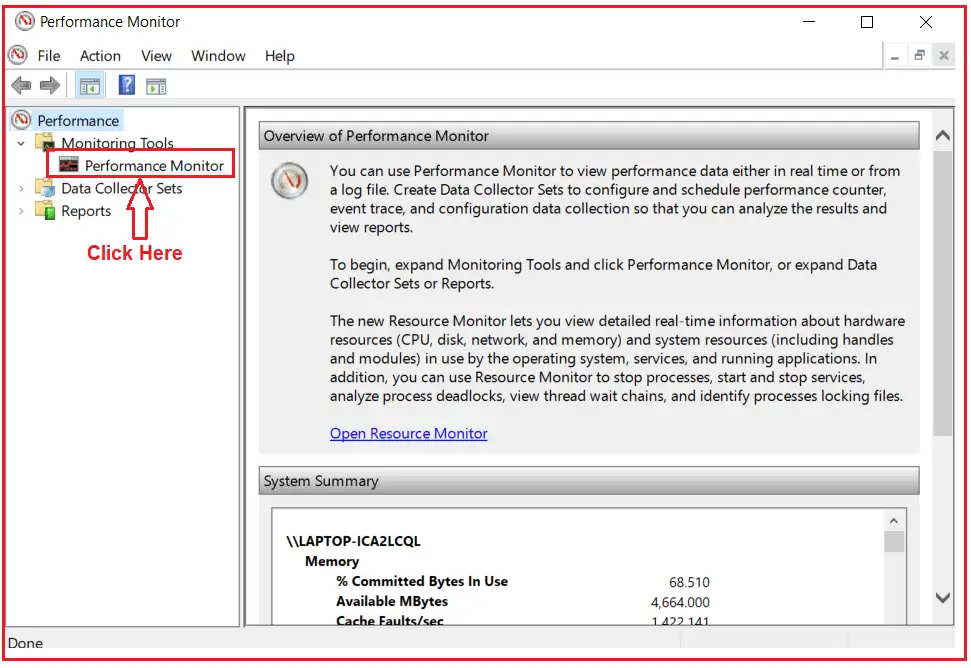 Performance Monitor
File Action View Window Help
Performance
Monitoring Tools
Performance Monitor
Data Collector Sets
Reports
Click Here
Overview of Performance Monitor
You can use Performance Monitor to view performance data either in real time or from
a log file. Create Data Collector Sets to configure and schedule performance counter,
event trace, and configuration data collection so that you can analyze the results and
view reports.
To begin, expand Monitoring Tools and click Performance Monitor, or expand Data
Collector Sets or Reports.
The new Resource Monitor lets you view detailed real-time information about hardware
resources (CPU, disk, network, and memory) and system resources (including handles
and modules) in use by the operating system, services, and running applications. In
addition, you can use Resource Monitor to stop processes, start and stop services,
analyze process deadlocks, view thread wait chains, and identify processes locking files.
Open Resource Monitor
System Summary
\\LAPTOP-ICA2LCQL
Memory
% Committed Bytes In Use 68.510
Available MBytes 4,664.000
Cache Faults/sec 1,422.141
Done